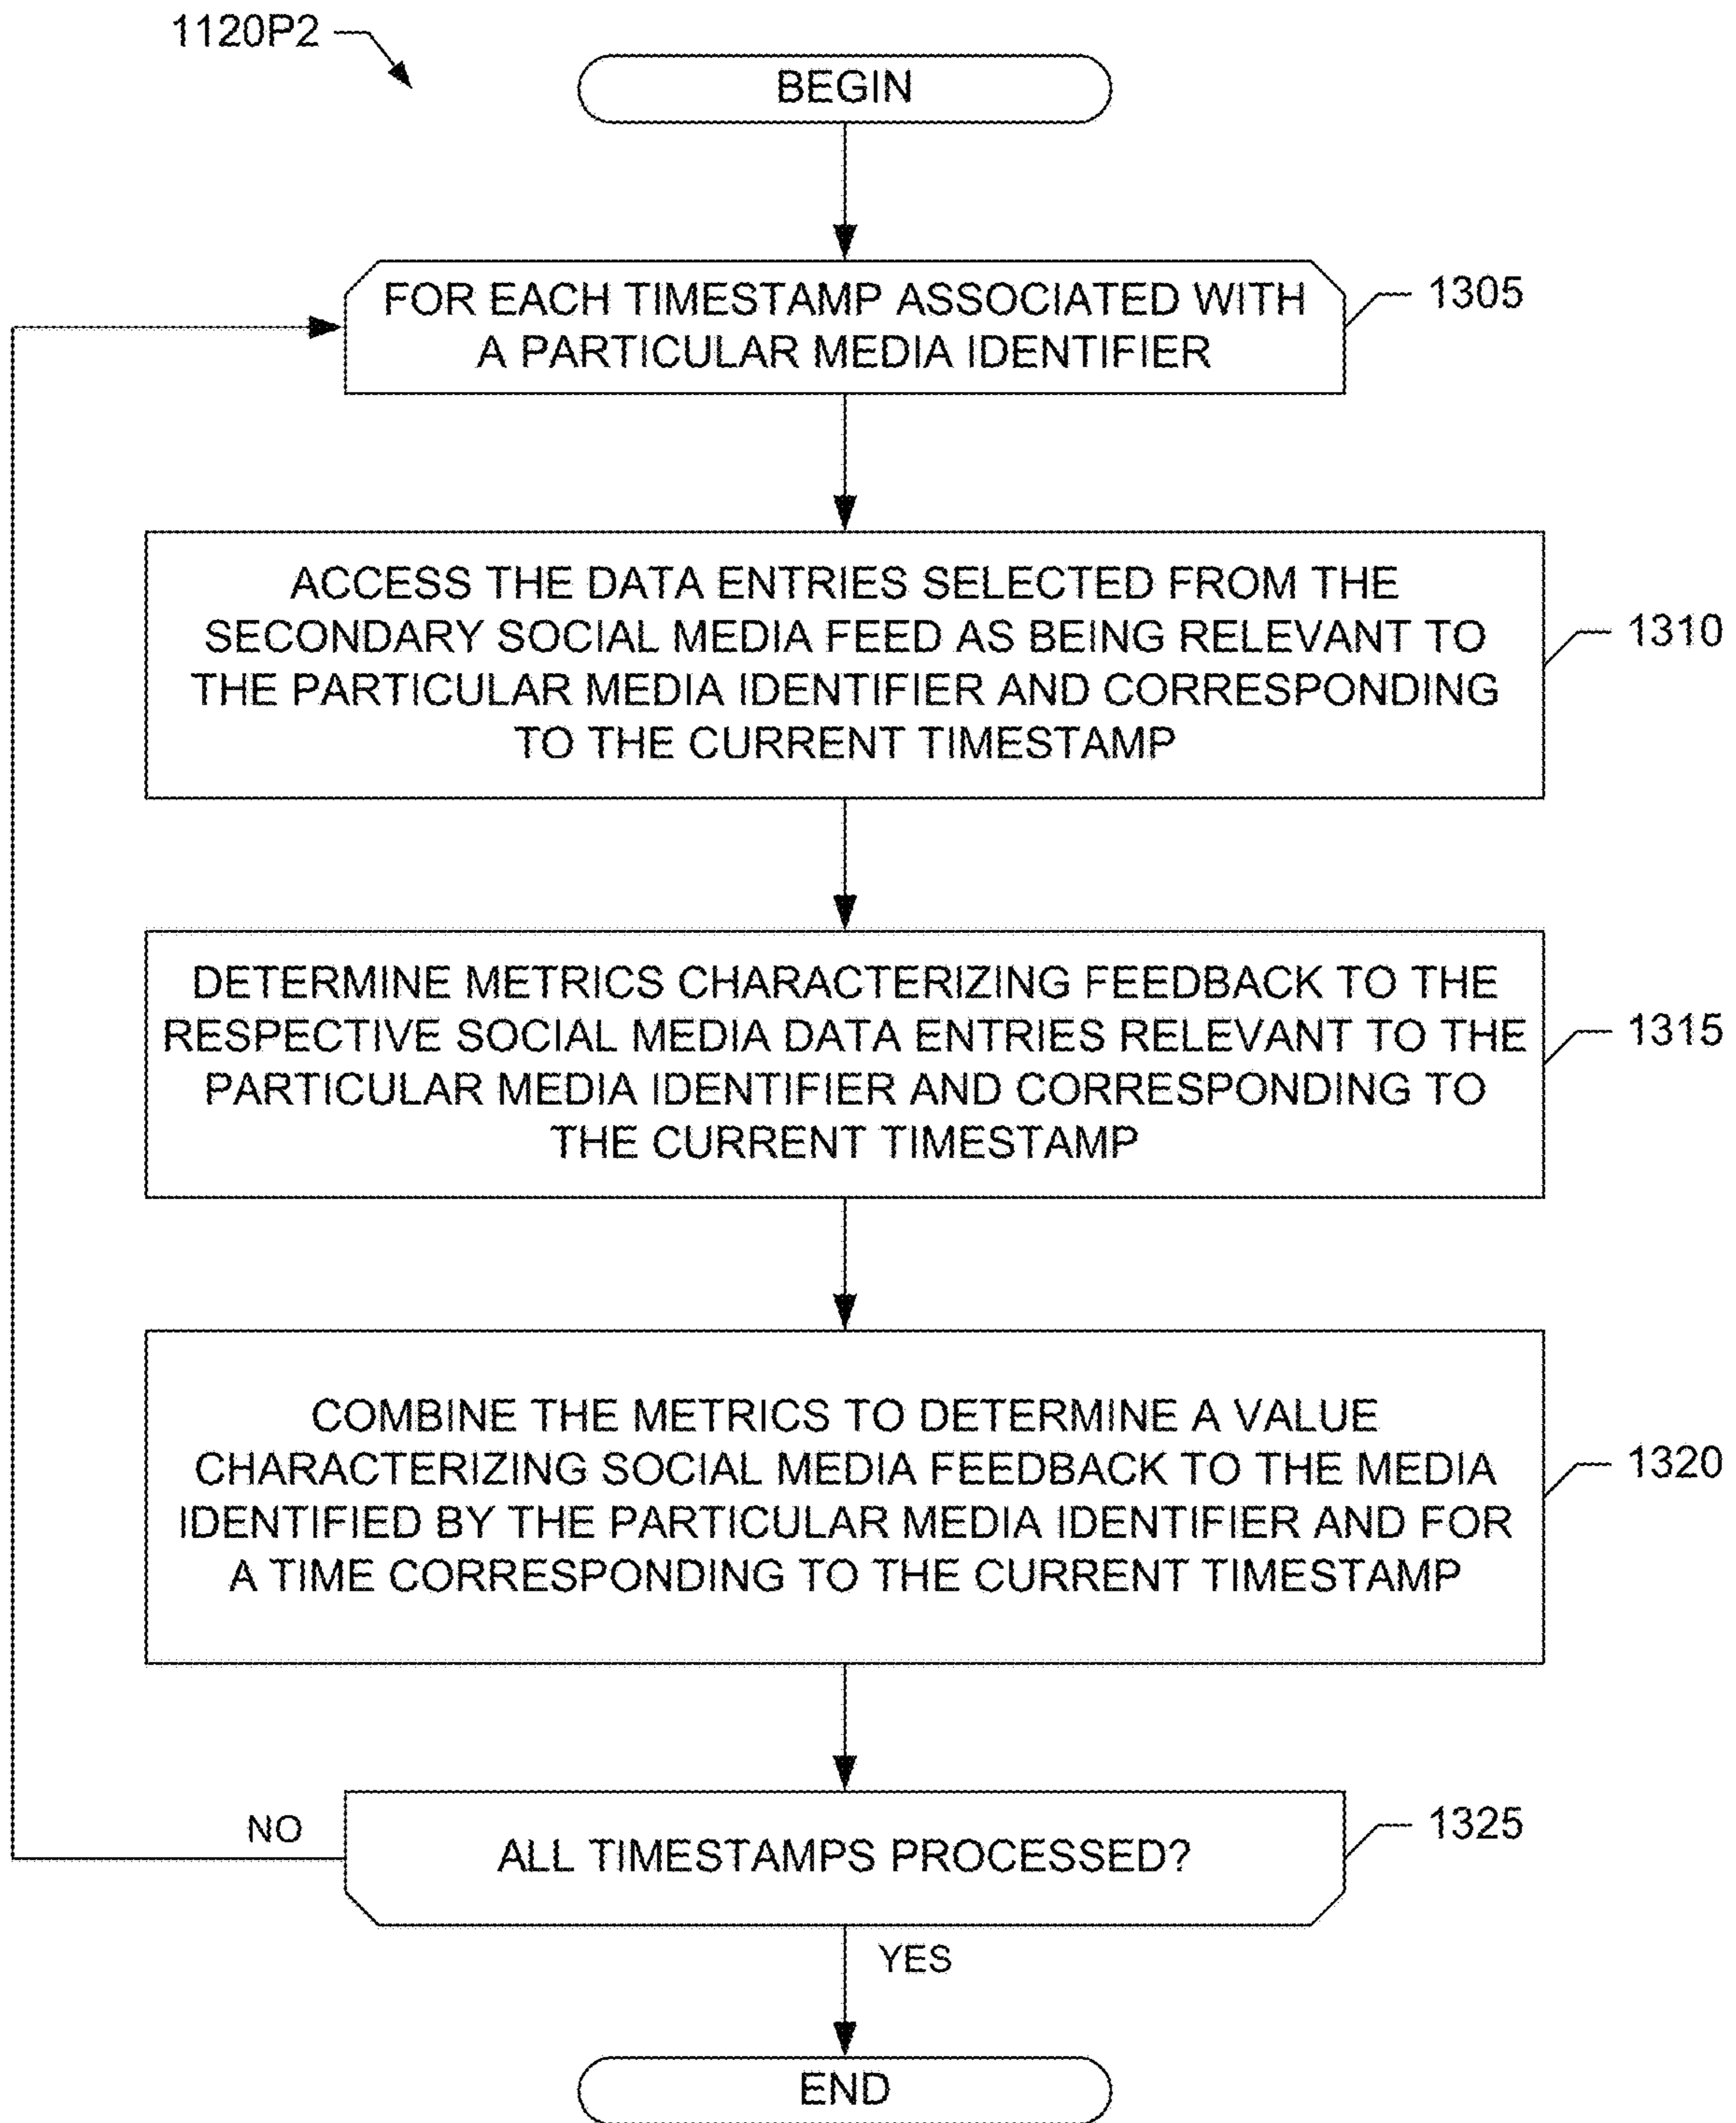 1120P2
BEGIN
FOR EACH TIMESTAMP ASSOCIATED WITH
A PARTICULAR MEDIA IDENTIFIER
1305
ACCESS THE DATA ENTRIES SELECTED FROM THE
SECONDARY SOCIAL MEDIA FEED AS BEING RELEVANT TO
THE PARTICULAR MEDIA IDENTIFIER AND CORRESPONDING
TO THE CURRENT TIMESTAMP
1310
DETERMINE METRICS CHARACTERIZING FEEDBACK TO THE
RESPECTIVE SOCIAL MEDIA DATA ENTRIES RELEVANT TO THE
PARTICULAR MEDIA IDENTIFIER AND CORRESPONDING TO
THE CURRENT TIMESTAMP
1315
COMBINE THE METRICS TO DETERMINE A VALUE
CHARACTERIZING SOCIAL MEDIA FEEDBACK TO THE MEDIA
IDENTIFIED BY THE PARTICULAR MEDIA IDENTIFIER AND FOR
A TIME CORRESPONDING TO THE CURRENT TIMESTAMP
1320
ALL TIMESTAMPS PROCESSED?
1325
NO
YES
END